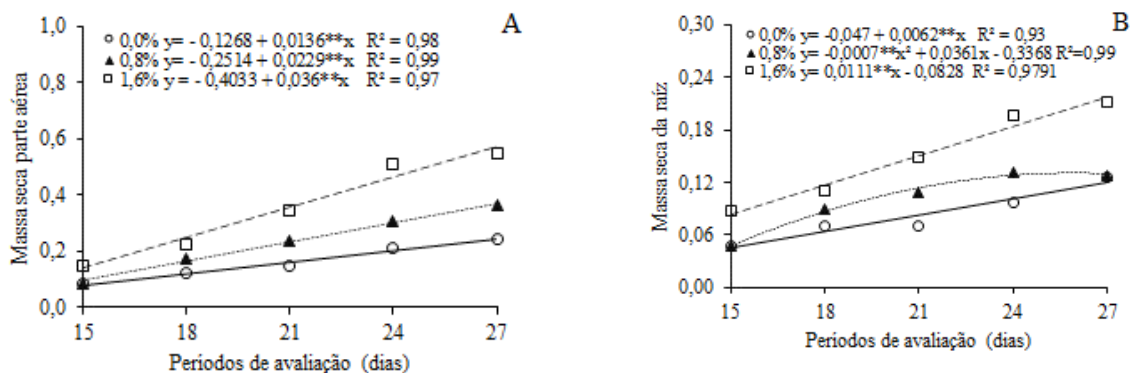 A
1,0
0,8
0,6
0,4
0,2
0,0
Massa seca parte aérea
0,0% y= - 0,1268 + 0,0136**x R² = 0,98
0,8% y= - 0,2514 + 0,0229**x R² = 0,99
1,6% y = - 0,4033 + 0,036**x R² = 0,97
15 18 21 24 27
Periodos de avaliação (dias)
B
0,30
0,24
0,18
0,12
0,06
0,00
Massa seca da raíz
0,0% y= -0,047 + 0,0062**x R² = 0,93
0,8% y= -0,0007**x² + 0,0361x - 0,3368 R²=0,99
1,6% y= 0,0111**x - 0,0828 R² = 0,9791
15 18 21 24 27
Periodos de avaliação (dias)